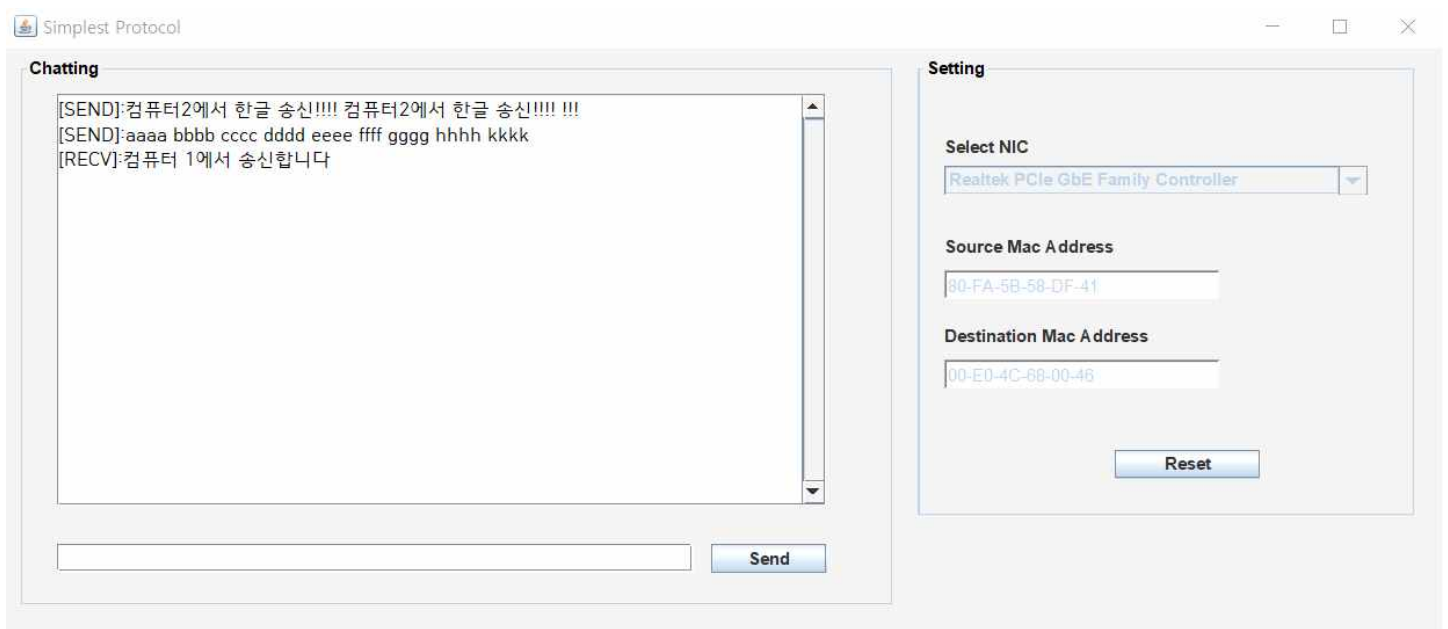 Simplest Protocol
Chatting
[SEND]:컴퓨터2에서 한글 송신!!!! 컴퓨터2에서 한글 송신!!!! !!!
[SEND]:aaaa bbbb cccc dddd eeee ffff gggg hhhh kkkk
[RECV]:컴퓨터 1에서 송신합니다
Send
Setting
Select NIC
Realtek PCIe GbE Family Controller
Source Mac Address
80-FA-5B-58-DF-41
Destination Mac Address
00-E0-4C-68-00-46
Reset